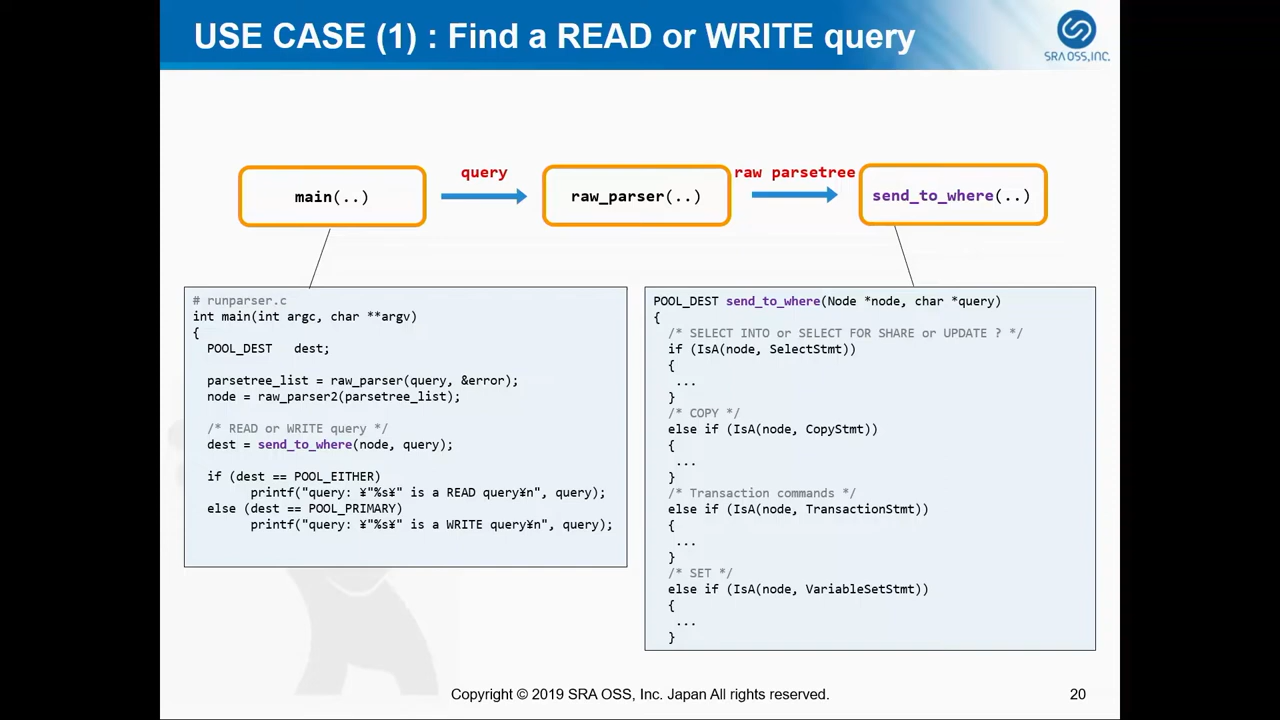 USE CASE (1) : Find a READ or WRITE query
SRA OSS, INC.
query
raw parsetree
main(..)
raw_parser(..)
send_to_where(..)
# runparser.c
int main(int argc, char **argv)
{
POOL_DEST   dest;
parsetree_list = raw_parser(query, &error);
node = raw_parser2(parsetree_list);
/* READ or WRITE query */
dest = send_to_where(node, query);
if (dest == POOL_EITHER)
printf("query: ¥"%s¥" is a READ query¥n", query);
else (dest == POOL_PRIMARY)
printf("query: ¥"%s¥" is a WRITE query¥n", query);
POOL_DEST send_to_where(Node *node, char *query)
{
/* SELECT INTO or SELECT FOR SHARE or UPDATE ? */
if (IsA(node, SelectStmt))
{
...
}
/* COPY */
else if (IsA(node, CopyStmt))
{
...
}
/* Transaction commands */
else if (IsA(node, TransactionStmt))
{
...
}
/* SET */
else if (IsA(node, VariableSetStmt))
{
...
}
Copyright © 2019 SRA OSS, Inc. Japan All rights reserved.
20